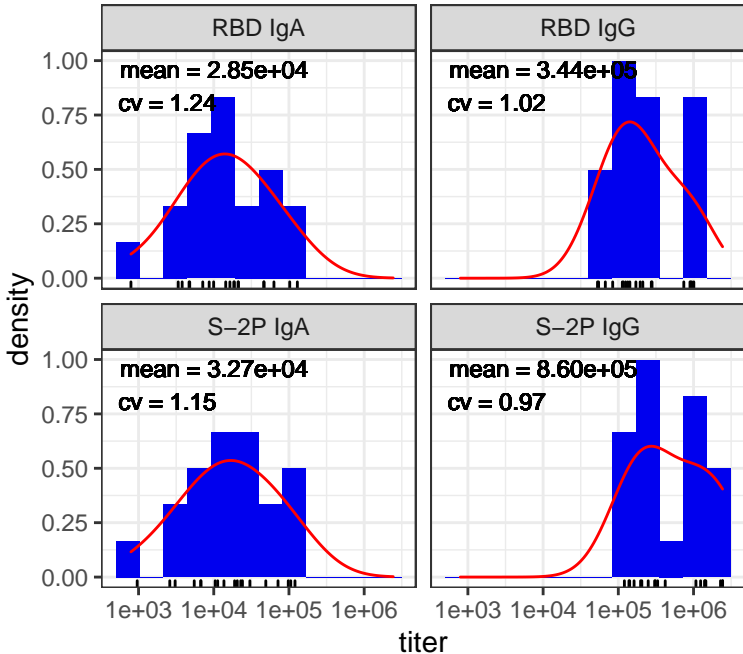 RBD IgA
RBD IgG
1.00
0.75
0.50
0.25
0.00
mean = 2.85e+04
cv = 1.24
mean = 3.44e+05
cv = 1.02
density
S−2P IgA
S−2P IgG
1.00
0.75
0.50
0.25
0.00
mean = 3.27e+04
cv = 1.15
mean = 8.60e+05
cv = 0.97
1e+03 1e+04 1e+05 1e+06
1e+03 1e+04 1e+05 1e+06
titer